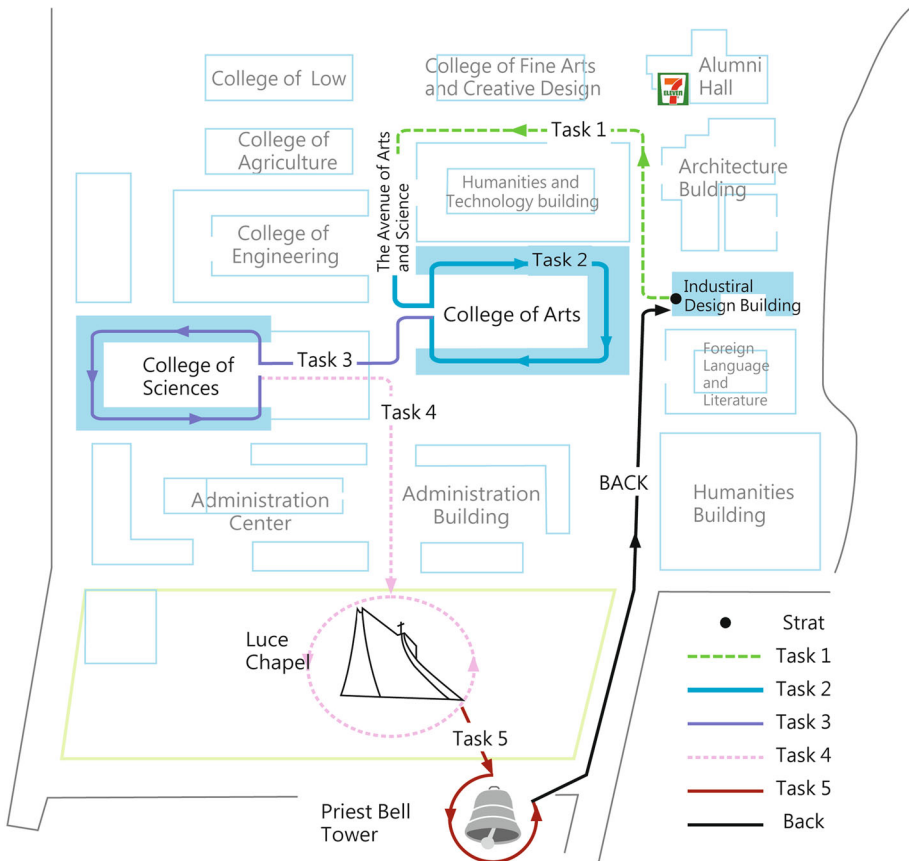 College of Low
College of Fine Arts
and Creative Design
Alumni
Hall
7
ELEVEN
Task 1
College of
Agriculture
The Avenue of Arts
and Science
Humanities and
Technology building
Architecture
Bulding
College of
Engineering
Task 2
Industiral
Design Building
College of Arts
College of
Sciences
Task 3
Foreign
Language
and
Literature
Task 4
Administration
Center
Administration
Building
BACK
Humanities
Building
Luce
Chapel
Task 5
Priest Bell
Tower
Strat
Task 1
Task 2
Task 3
Task 4
Task 5
Back